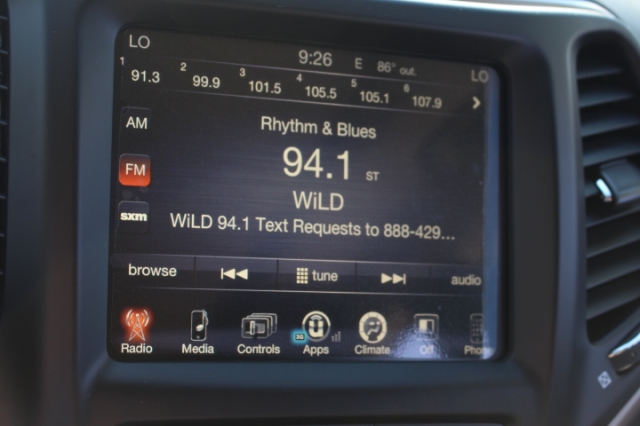 LO 9:26 E 86° out. LO
1 91.3 2 99.9 3 101.5 4 105.5 5 105.1 6 107.9
AM
Rhythm & Blues
FM
94.1 ST
sxm
WiLD
WiLD 94.1 Text Requests to 888-429...
browse tune audio
3G
Radio Media Controls Apps Climate Off Phone